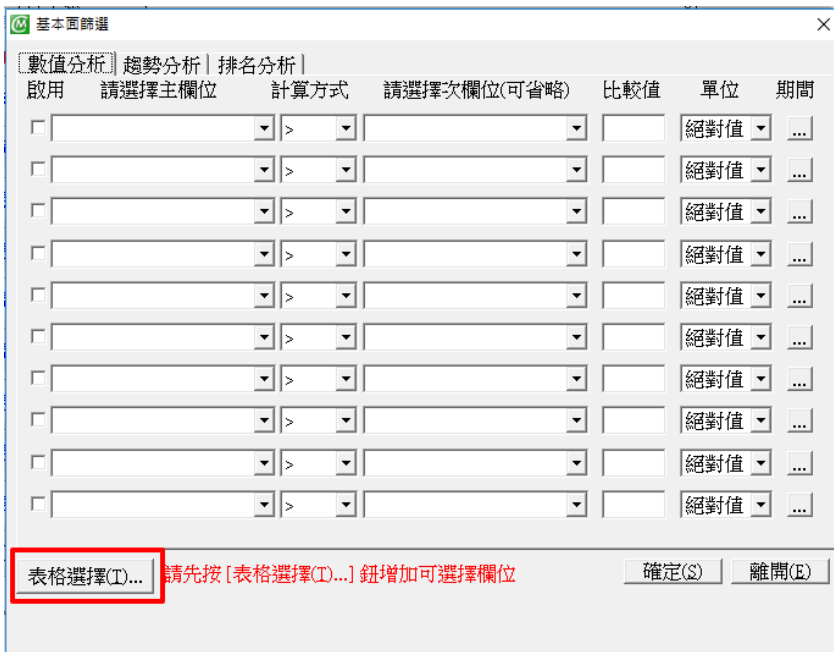 基本面篩選
數值分析 趨勢分析 排名分析
啟用 請選擇主欄位 計算方式 請選擇次欄位(可省略) 比較值 單位 期間
> 絕對值 ...
> 絕對值 ...
> 絕對值 ...
> 絕對值 ...
> 絕對值 ...
> 絕對值 ...
> 絕對值 ...
> 絕對值 ...
> 絕對值 ...
> 絕對值 ...
表格選擇(T)... 請先按 [表格選擇(T)...] 鈕增加可選擇欄位 確定(S) 離開(E)